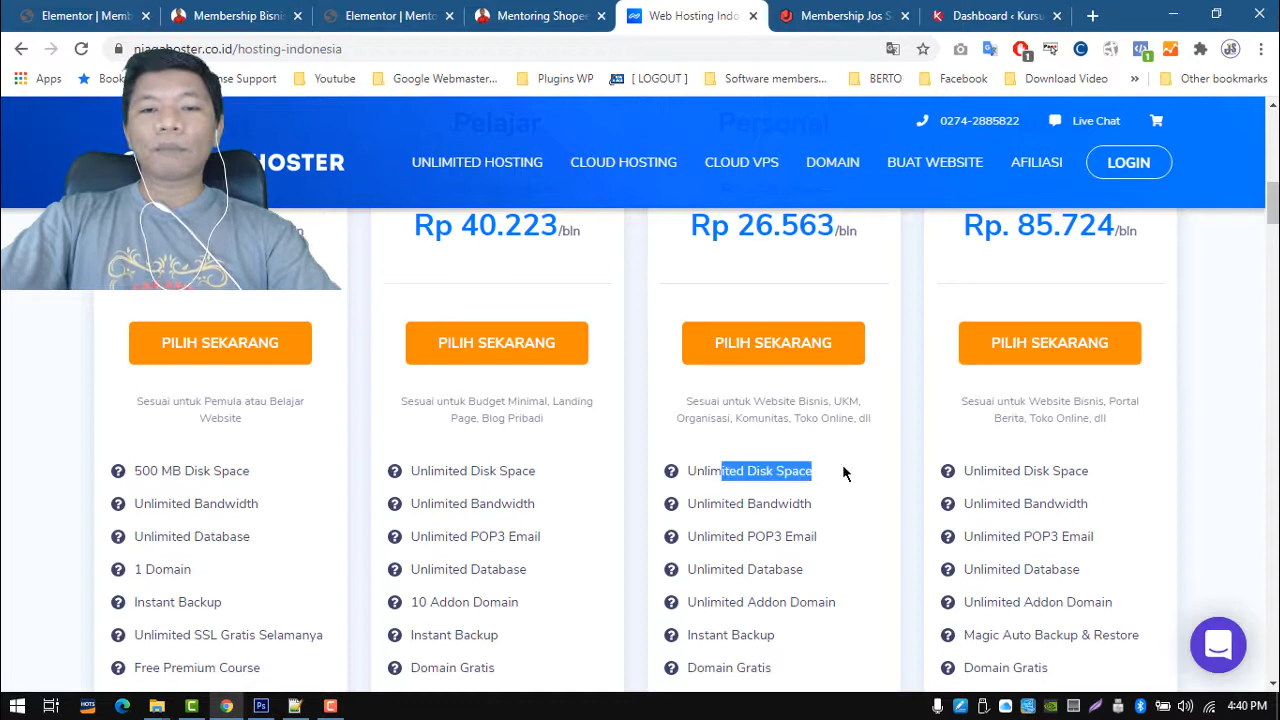 Elementor | Memb
Membership Bisnis
Elementor | Mento
Mentoring Shopee
Web Hosting Indo
Membership Jos S
Dashboard ‹ Kursu
niagahoster.co.id/hosting-indonesia
Apps
Book
nse Support
Youtube
Google Webmaster...
Plugins WP
[ LOGOUT ]
Software members...
BERTO
Facebook
Download Video
Other bookmarks
Pelajar
Personal
0274-2885822
Live Chat
HOSTER
UNLIMITED HOSTING
CLOUD HOSTING
CLOUD VPS
DOMAIN
BUAT WEBSITE
AFILIASI
LOGIN
Rp 40.223/bln
Rp 26.563/bln
Rp. 85.724/bln
PILIH SEKARANG
PILIH SEKARANG
PILIH SEKARANG
PILIH SEKARANG
Sesuai untuk Pemula atau Belajar
Website
Sesuai untuk Budget Minimal, Landing
Page, Blog Pribadi
Sesuai untuk Website Bisnis, UKM,
Organisasi, Komunitas, Toko Online, dll
Sesuai untuk Website Bisnis, Portal
Berita, Toko Online, dll
500 MB Disk Space
Unlimited Bandwidth
Unlimited Database
1 Domain
Instant Backup
Unlimited SSL Gratis Selamanya
Free Premium Course
Unlimited Disk Space
Unlimited Bandwidth
Unlimited POP3 Email
Unlimited Database
10 Addon Domain
Instant Backup
Domain Gratis
Unlimited Disk Space
Unlimited Bandwidth
Unlimited POP3 Email
Unlimited Database
Unlimited Addon Domain
Instant Backup
Domain Gratis
Unlimited Disk Space
Unlimited Bandwidth
Unlimited POP3 Email
Unlimited Database
Unlimited Addon Domain
Magic Auto Backup & Restore
Domain Gratis
4:40 PM